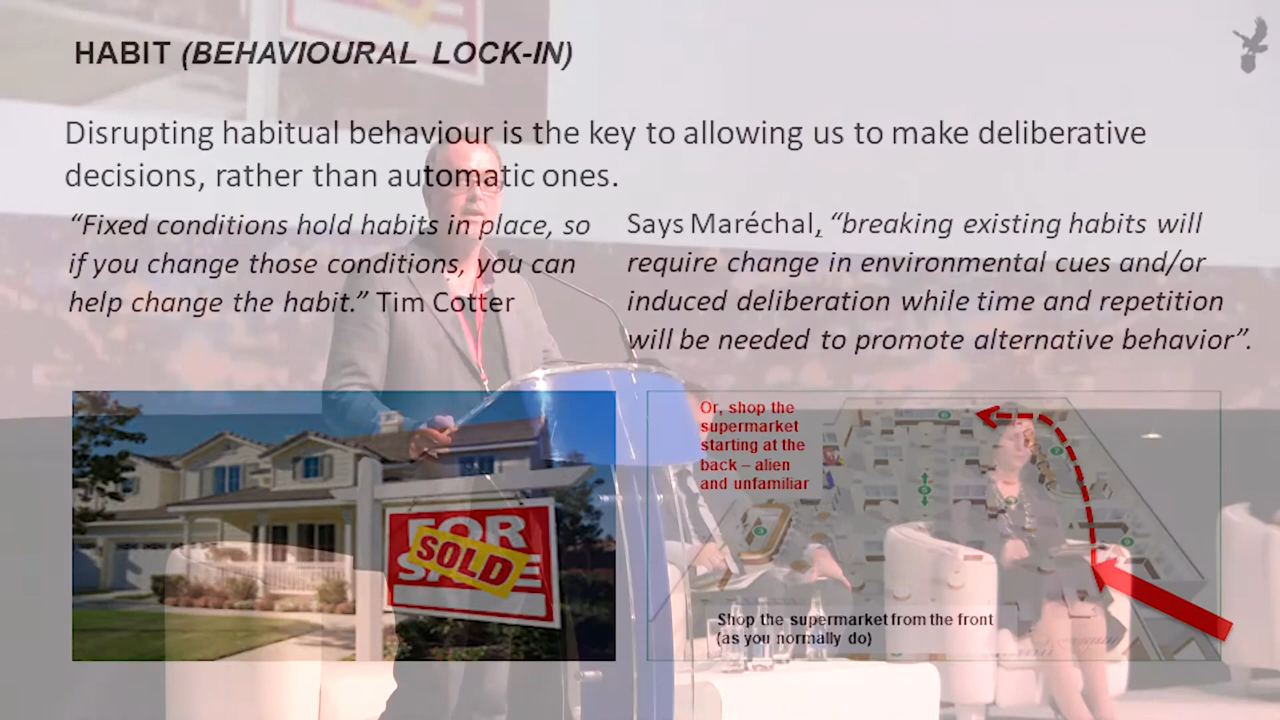 HABIT (BEHAVIOURAL LOCK-IN)
Disrupting habitual behaviour is the key to allowing us to make deliberative
decisions, rather than automatic ones.
“Fixed conditions hold habits in place, so
if you change those conditions, you can
help change the habit.” Tim Cotter
Says Maréchal, “breaking existing habits will
require change in environmental cues and/or
induced deliberation while time and repetition
will be needed to promote alternative behavior”.
FOR
SALE
SOLD
Or, shop the
supermarket
starting at the
back – alien
and unfamiliar
Shop the supermarket from the front
(as you normally do)